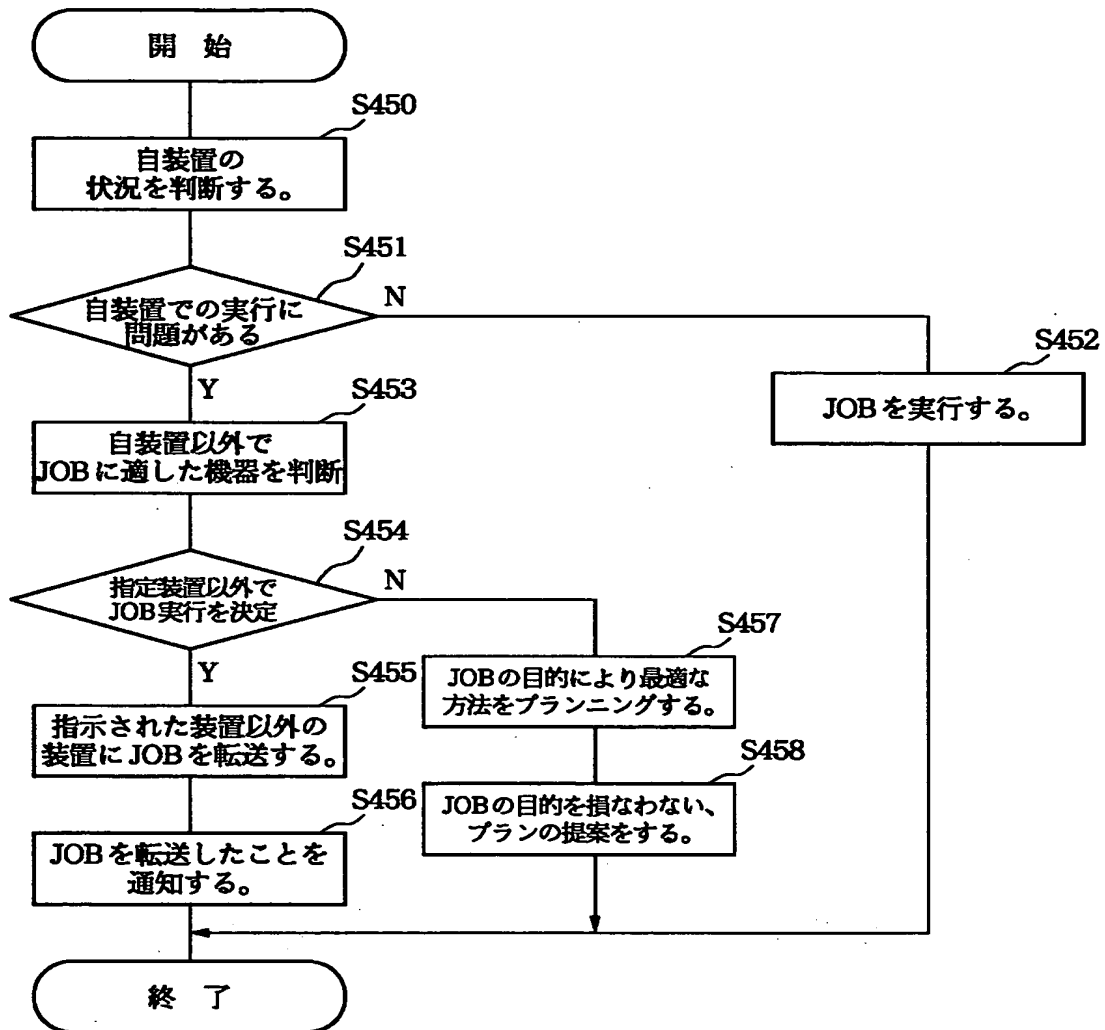 開 始
S450
自装置の
状況を判断する。
S451
自装置での実行に
問題がある
N
Y
S452
JOBを実行する。
S453
自装置以外で
JOBに適した機器を判断
S454
指定装置以外で
JOB実行を決定
N
Y
S455
指示された装置以外の
装置にJOBを転送する。
S456
JOBを転送したことを
通知する。
S457
JOBの目的により最適な
方法をプランニングする。
S458
JOBの目的を損なわない、
プランの提案をする。
終 了